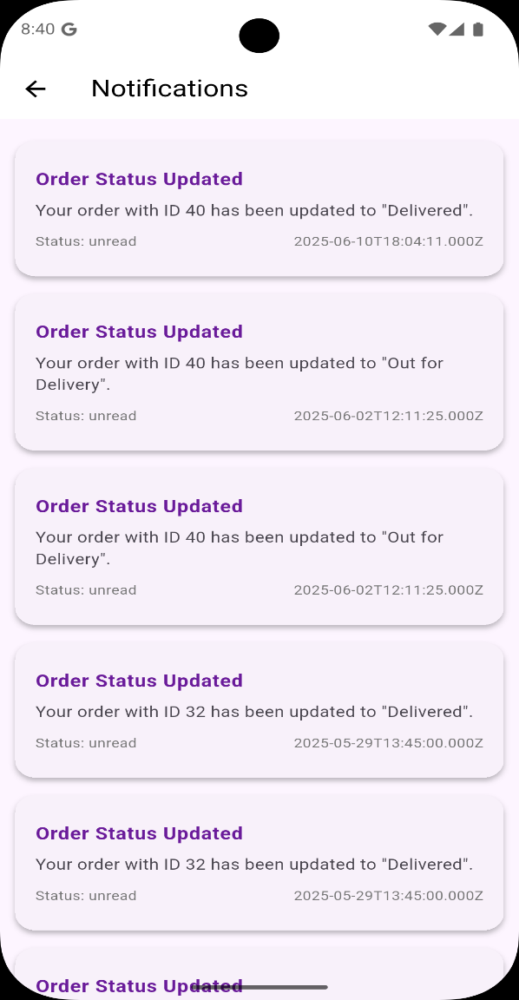 8:40 G
Notifications
Order Status Updated
Your order with ID 40 has been updated to "Delivered".
Status: unread 2025-06-10T18:04:11.000Z
Order Status Updated
Your order with ID 40 has been updated to "Out for
Delivery".
Status: unread 2025-06-02T12:11:25.000Z
Order Status Updated
Your order with ID 40 has been updated to "Out for
Delivery".
Status: unread 2025-06-02T12:11:25.000Z
Order Status Updated
Your order with ID 32 has been updated to "Delivered".
Status: unread 2025-05-29T13:45:00.000Z
Order Status Updated
Your order with ID 32 has been updated to "Delivered".
Status: unread 2025-05-29T13:45:00.000Z
Order Status Updated